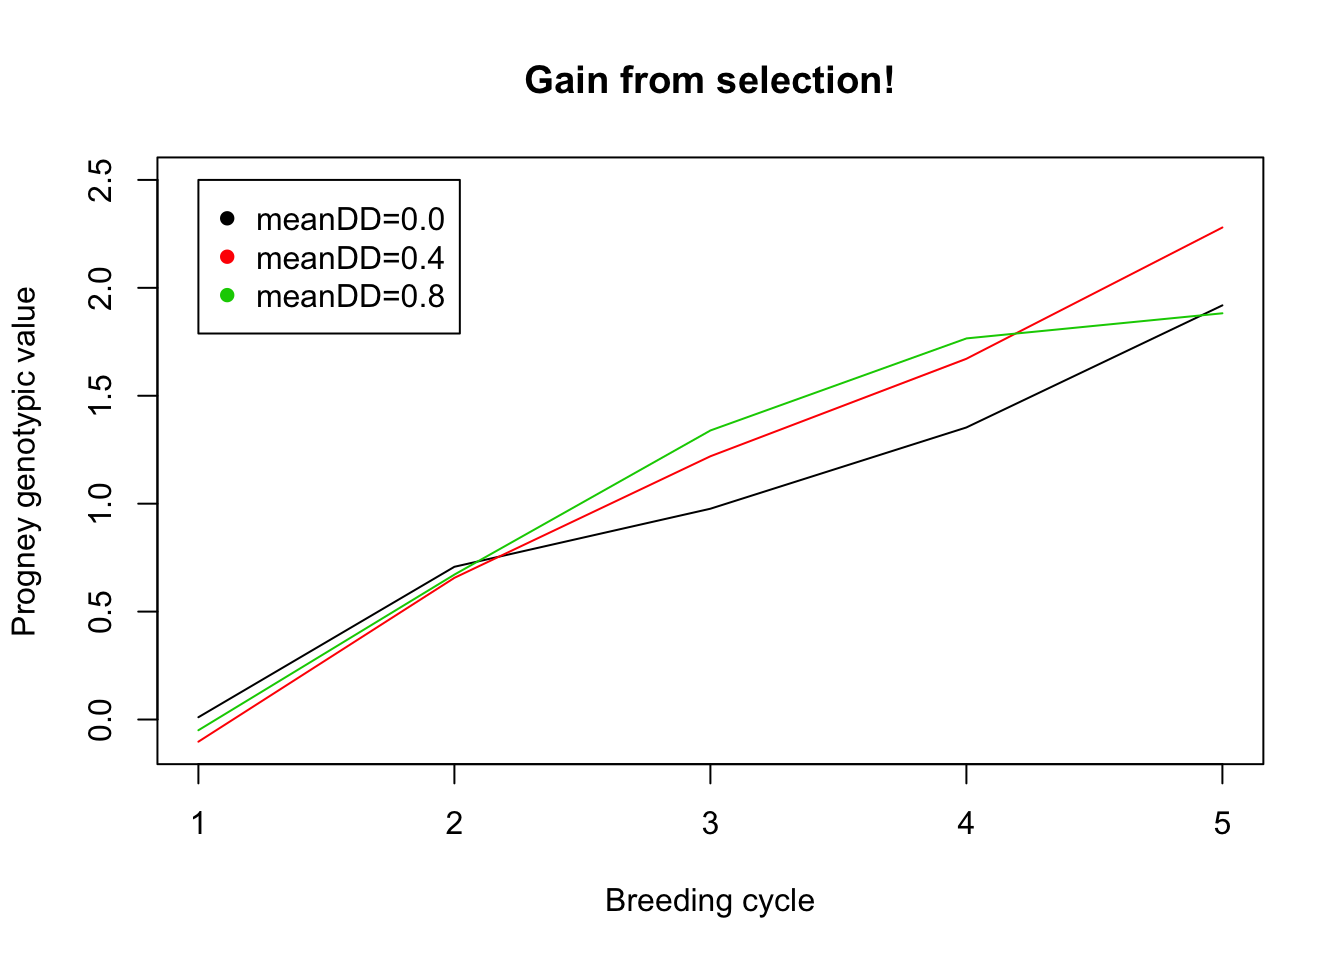 Gain from selection!
2.5
2.0
1.5
1.0
0.5
0.0
Progney genotypic value
meanDD=0.0
meanDD=0.4
meanDD=0.8
1 2 3 4 5
Breeding cycle